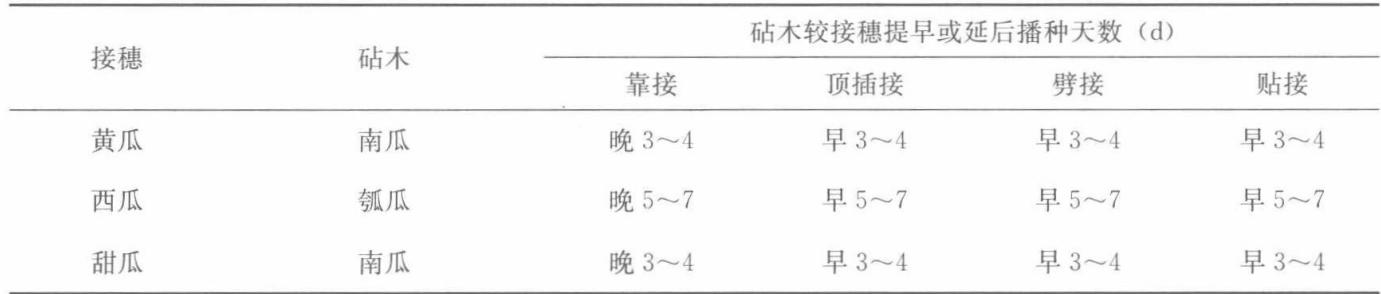 接穗 砧木 砧木较接穗提早或延后播种天数（d）
靠接 顶插接 劈接 贴接
黄瓜 南瓜 晚 3～4 早 3～4 早 3～4 早 3～4
西瓜 瓠瓜 晚 5～7 早 5～7 早 5～7 早 5～7
甜瓜 南瓜 晚 3～4 早 3～4 早 3～4 早 3～4